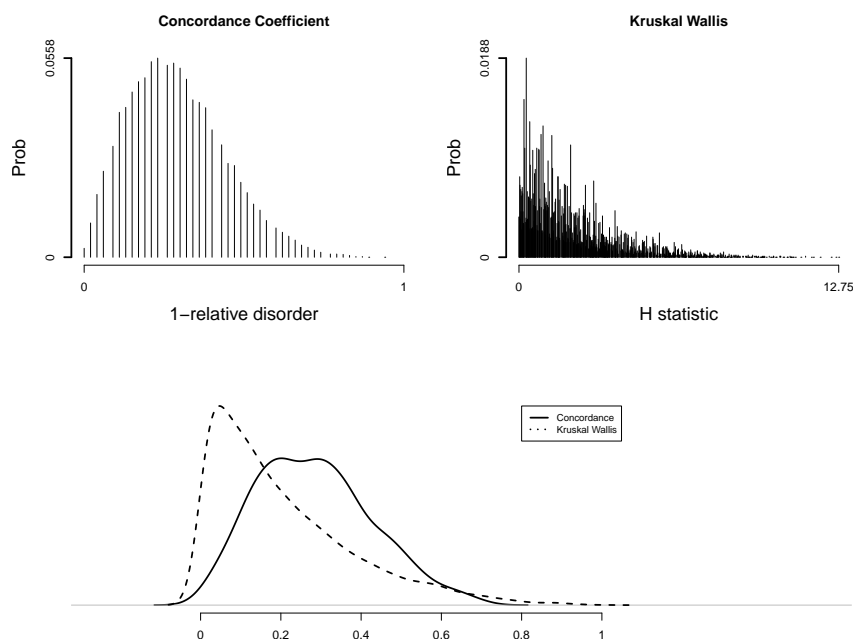 Concordance Coefficient
Prob
0.0558
0
0 1
1−relative disorder
Kruskal Wallis
Prob
0.0188
0
0 12.75
H statistic
Concordance
Kruskal Wallis
0 0.2 0.4 0.6 0.8 1